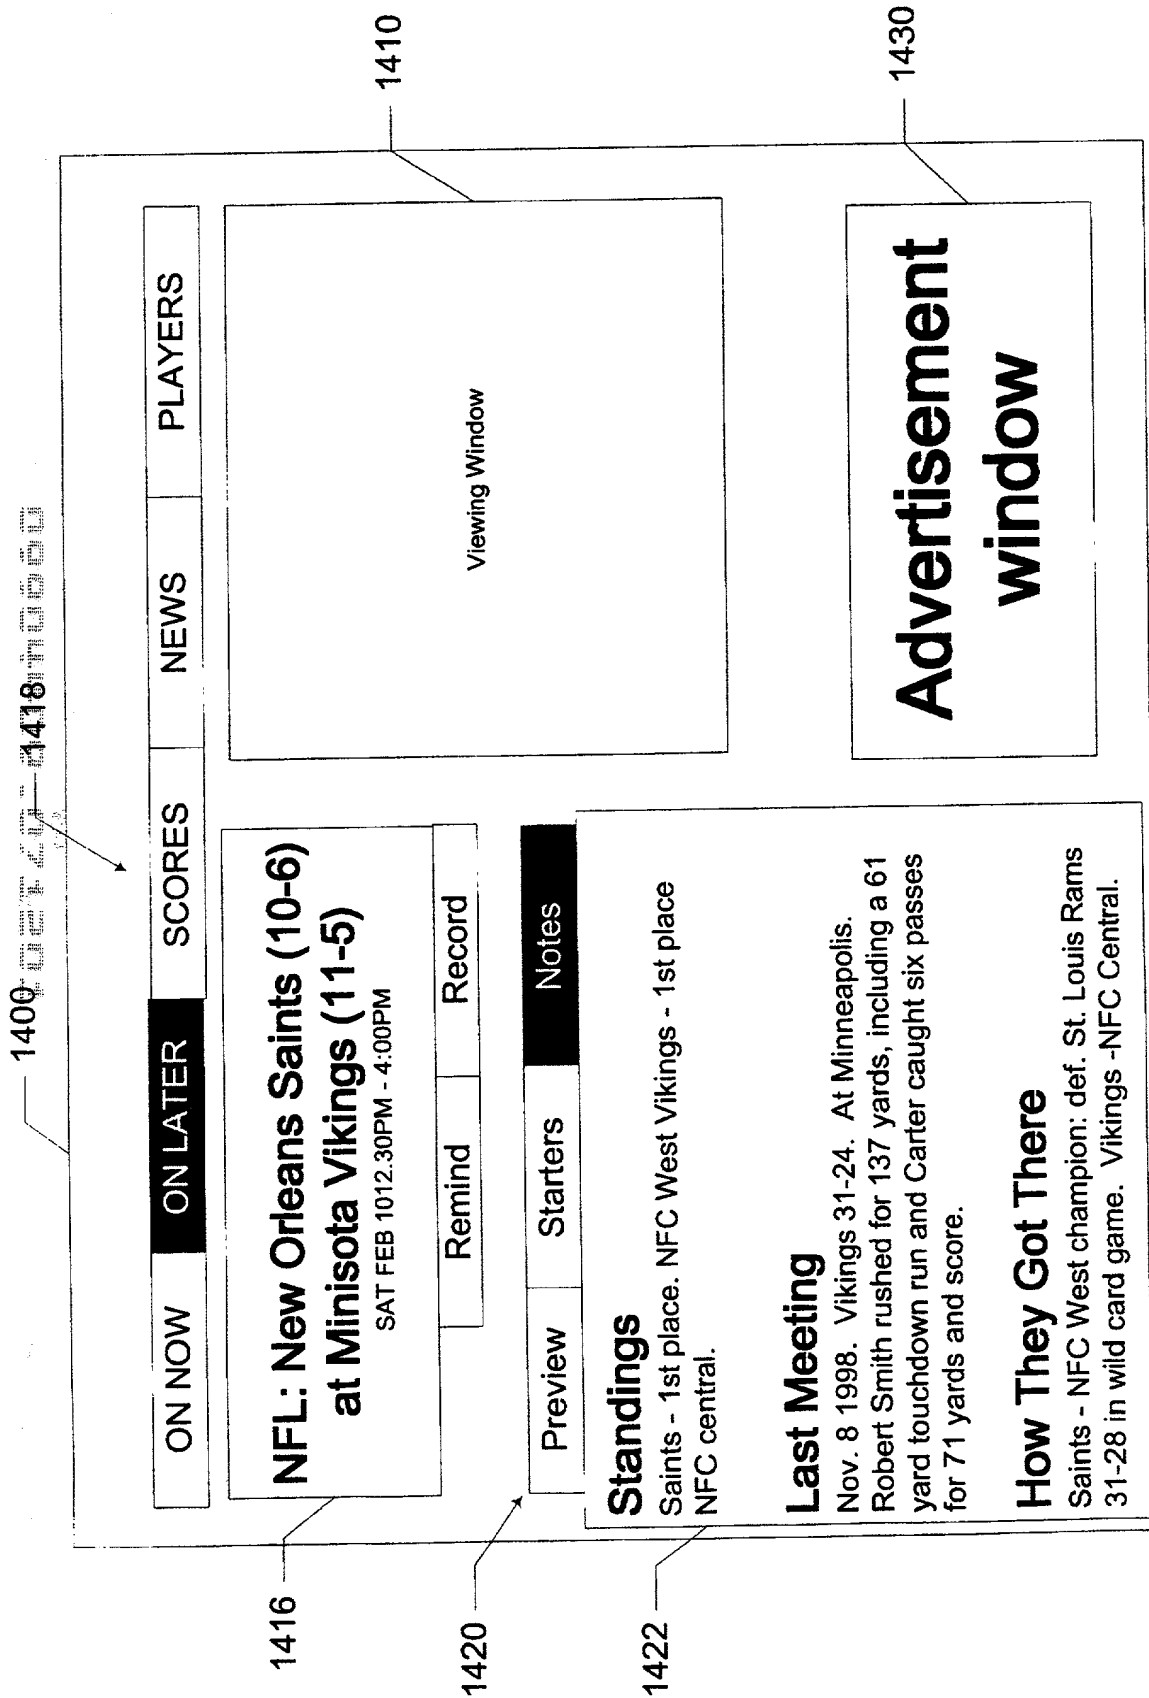 1400
1418
ON NOW
ON LATER
SCORES
NEWS
PLAYERS
1416
NFL: New Orleans Saints (10-6)
at Minisota Vikings (11-5)
SAT FEB 1012.30PM - 4:00PM
Remind
Record
Viewing Window
1410
1420
Preview
Starters
Notes
1422
Standings
Saints - 1st place. NFC West Vikings - 1st place
NFC central.
Last Meeting
Nov. 8 1998.  Vikings 31-24.  At Minneapolis.
Robert Smith rushed for 137 yards, including a 61
yard touchdown run and Carter caught six passes
for 71 yards and score.
How They Got There
Saints - NFC West champion: def. St. Louis Rams
31-28 in wild card game.  Vikings -NFC Central.
Advertisement
window
1430